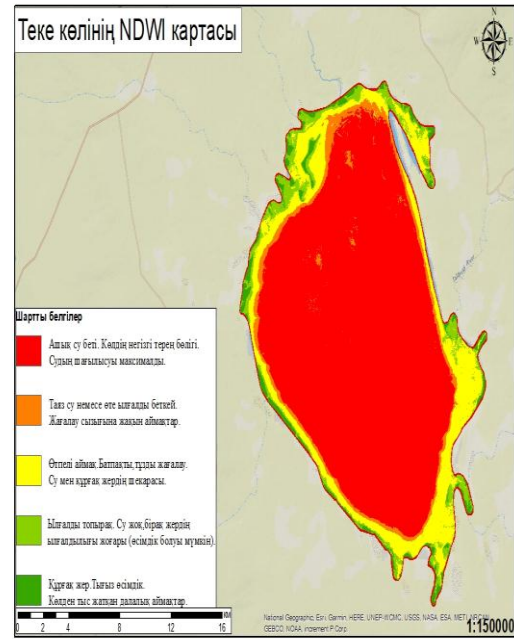 Теке көлінің NDWI картасы
N
W E
S
Шартты белгілер
Ашық су беті. Көлдің негізгі терең бөлігі.
Судың шағылысуы максималды.
Таяз су немесе өте ылғалды беткей.
Жағалау сызығына жақын аймақтар.
Өтпелі аймақ.Батпақты,тұзды жағалау.
Су мен құрғақ жердің шекарасы.
Ылғалды топырақ. Су жоқ,бірақ жердің
ылғалдылығы жоғары (өсімдік болуы мүмкін).
Құрғақ жер.Тығыз өсімдік.
Көлден тыс жатқан далалық аймақтар.
KM
0 2 4 8 12 16
National Geographic, Esri, Garmin, HERE, UNEP-WCMC, USGS, NASA, ESA, METI, NRCAN,
GEBCO, NOAA, increment P Corp.
1:150000